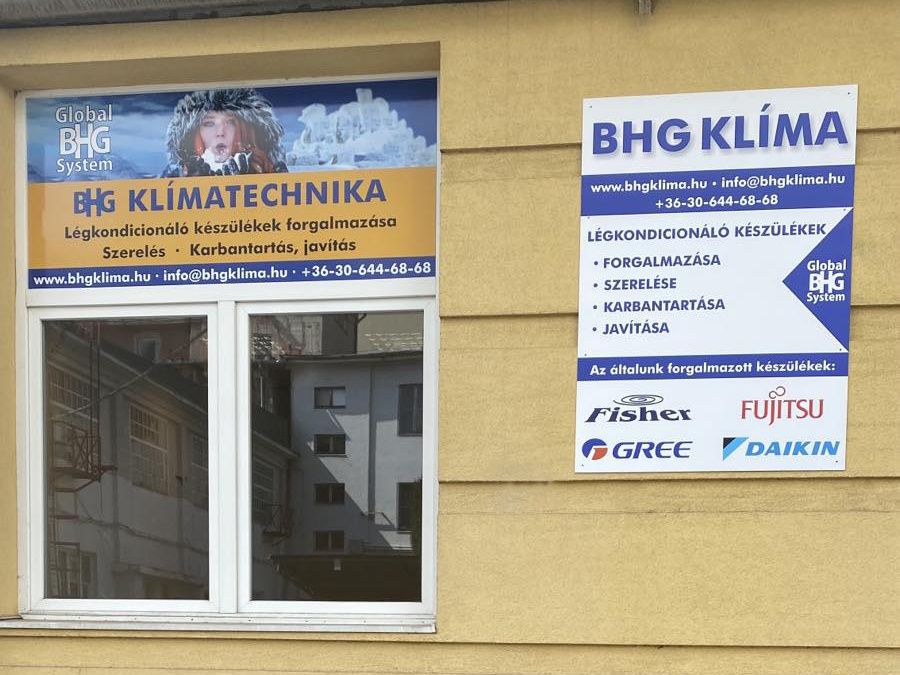 Global
BHG
System
BHG KLÍMATECHNIKA
Légkondicionáló készülékek forgalmazása
Szerelés · Karbantartás, javítás
www.bhgklima.hu · info@bhgklima.hu · +36-30-644-68-68
BHG KLÍMA
www.bhgklima.hu · info@bhgklima.hu
+36-30-644-68-68
LÉGKONDICIONÁLÓ KÉSZÜLÉKEK
• FORGALMAZÁSA
• SZERELÉSE
• KARBANTARTÁSA
• JAVÍTÁSA
Global
BHG
System
Az általunk forgalmazott készülékek:
Fisher
FUJITSU
GREE
DAIKIN